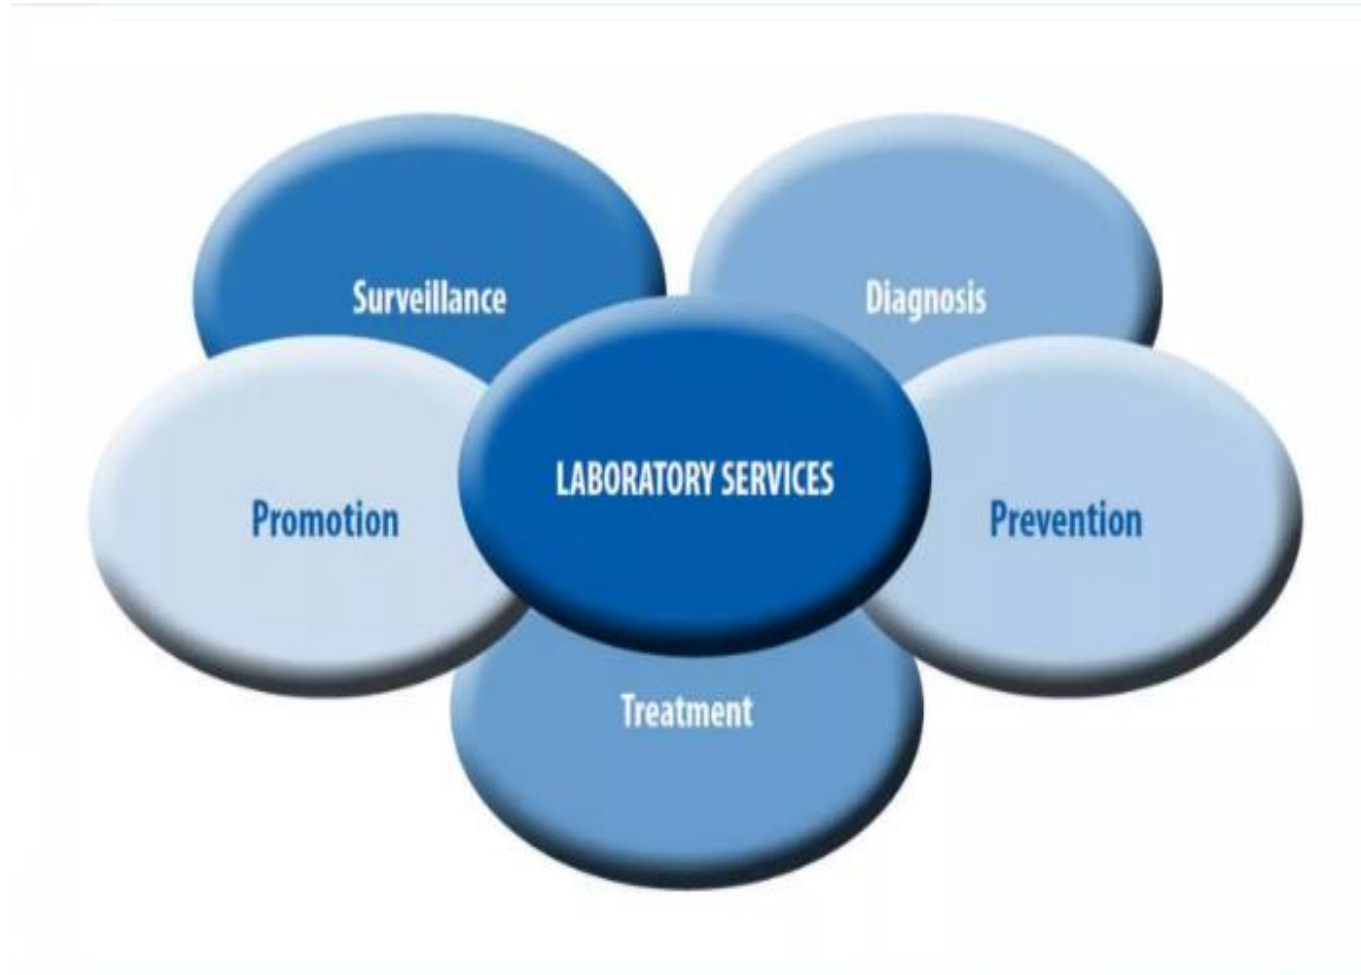 Surveillance
Diagnosis
LABORATORY SERVICES
Promotion
Prevention
Treatment